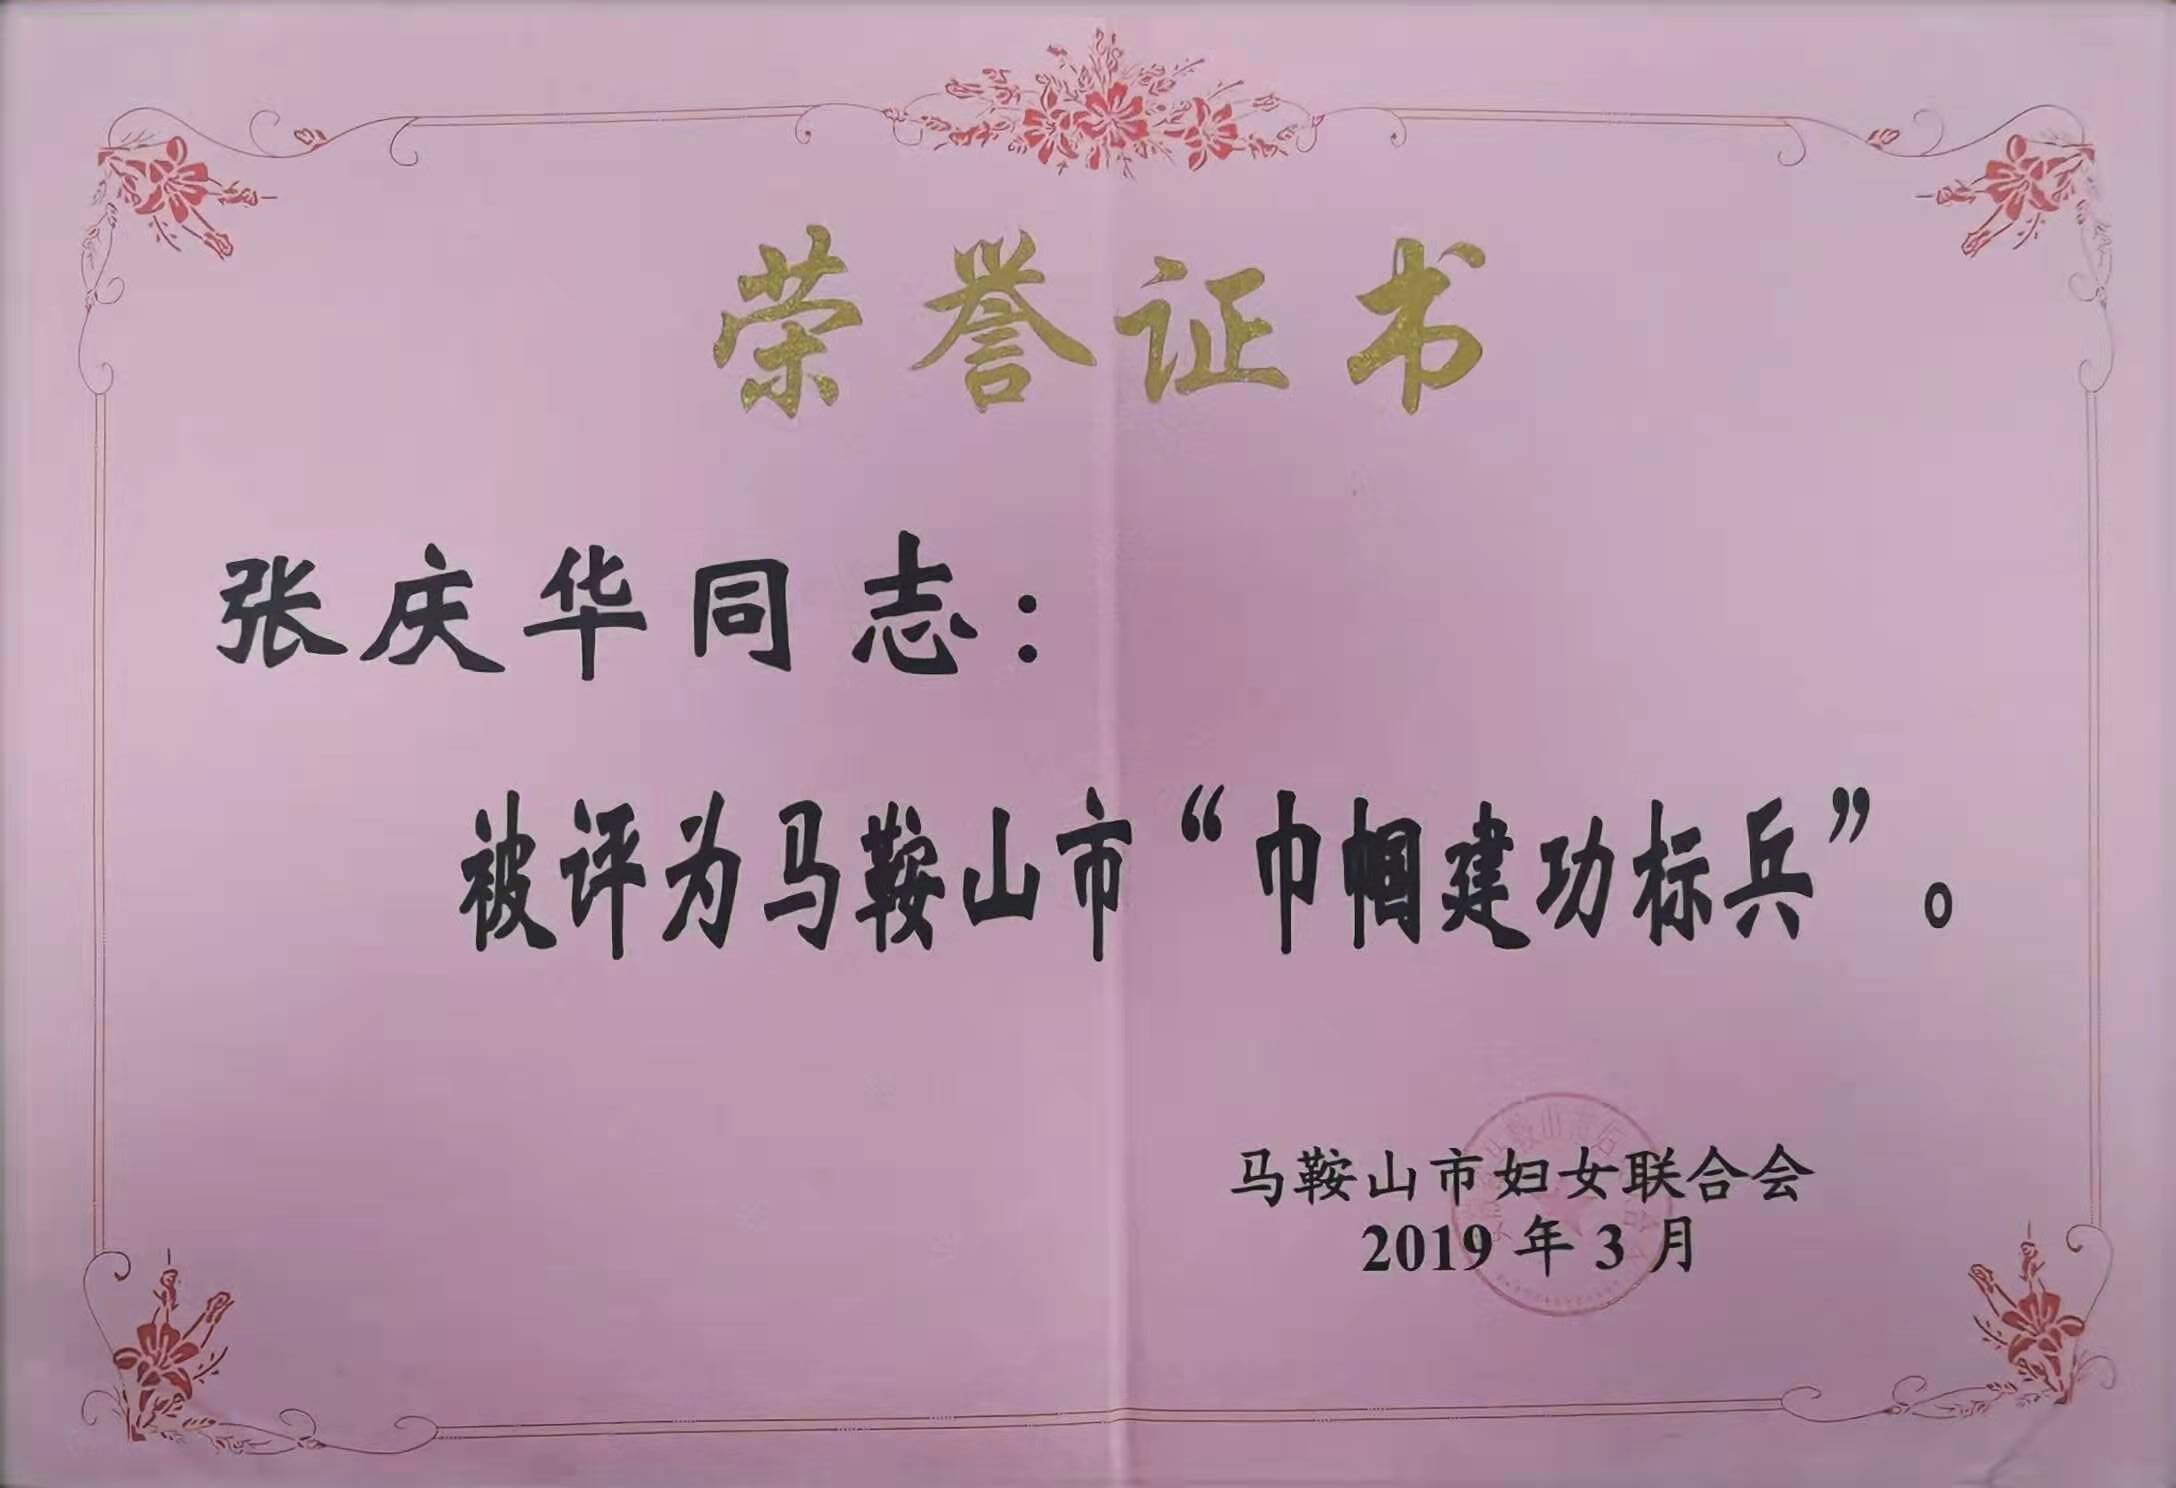 荣誉证书
张庆华同志：
被评为马鞍山市“巾帼建功标兵”。
马鞍山市妇女联合会
2019年3月